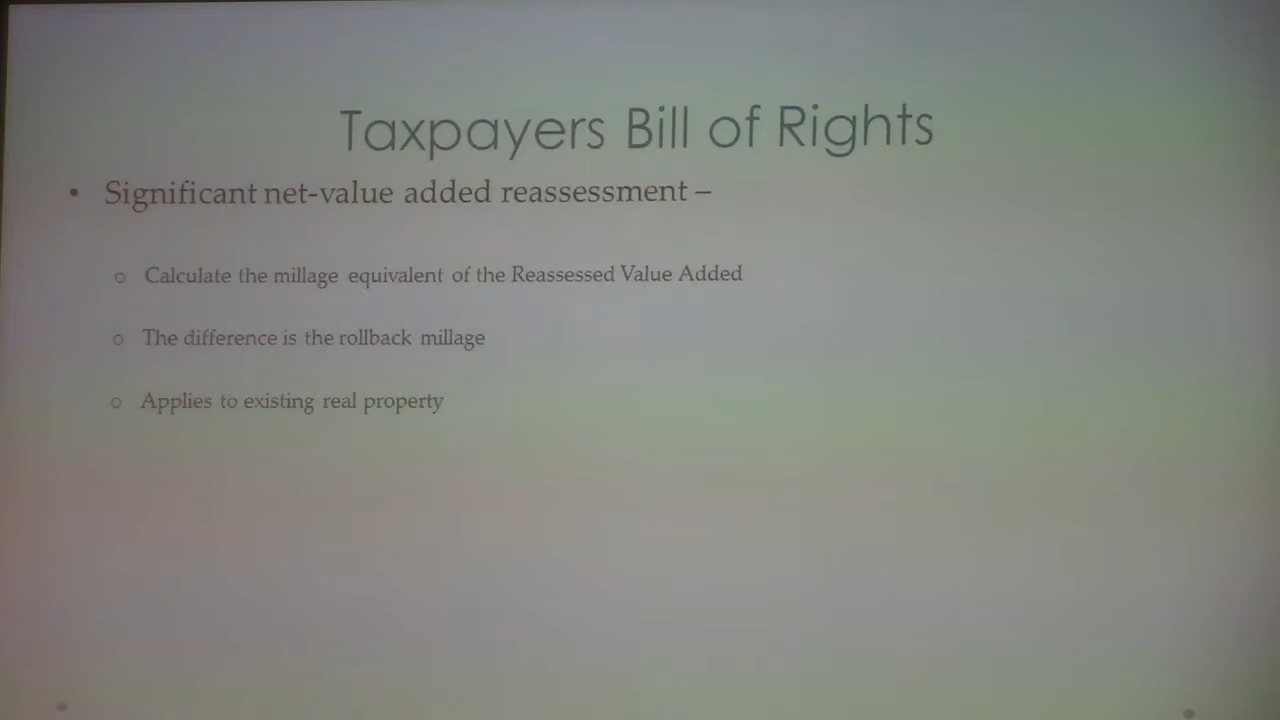 Taxpayers Bill of Rights
• Significant net-value added reassessment –
o Calculate the millage equivalent of the Reassessed Value Added
o The difference is the rollback millage
o Applies to existing real property